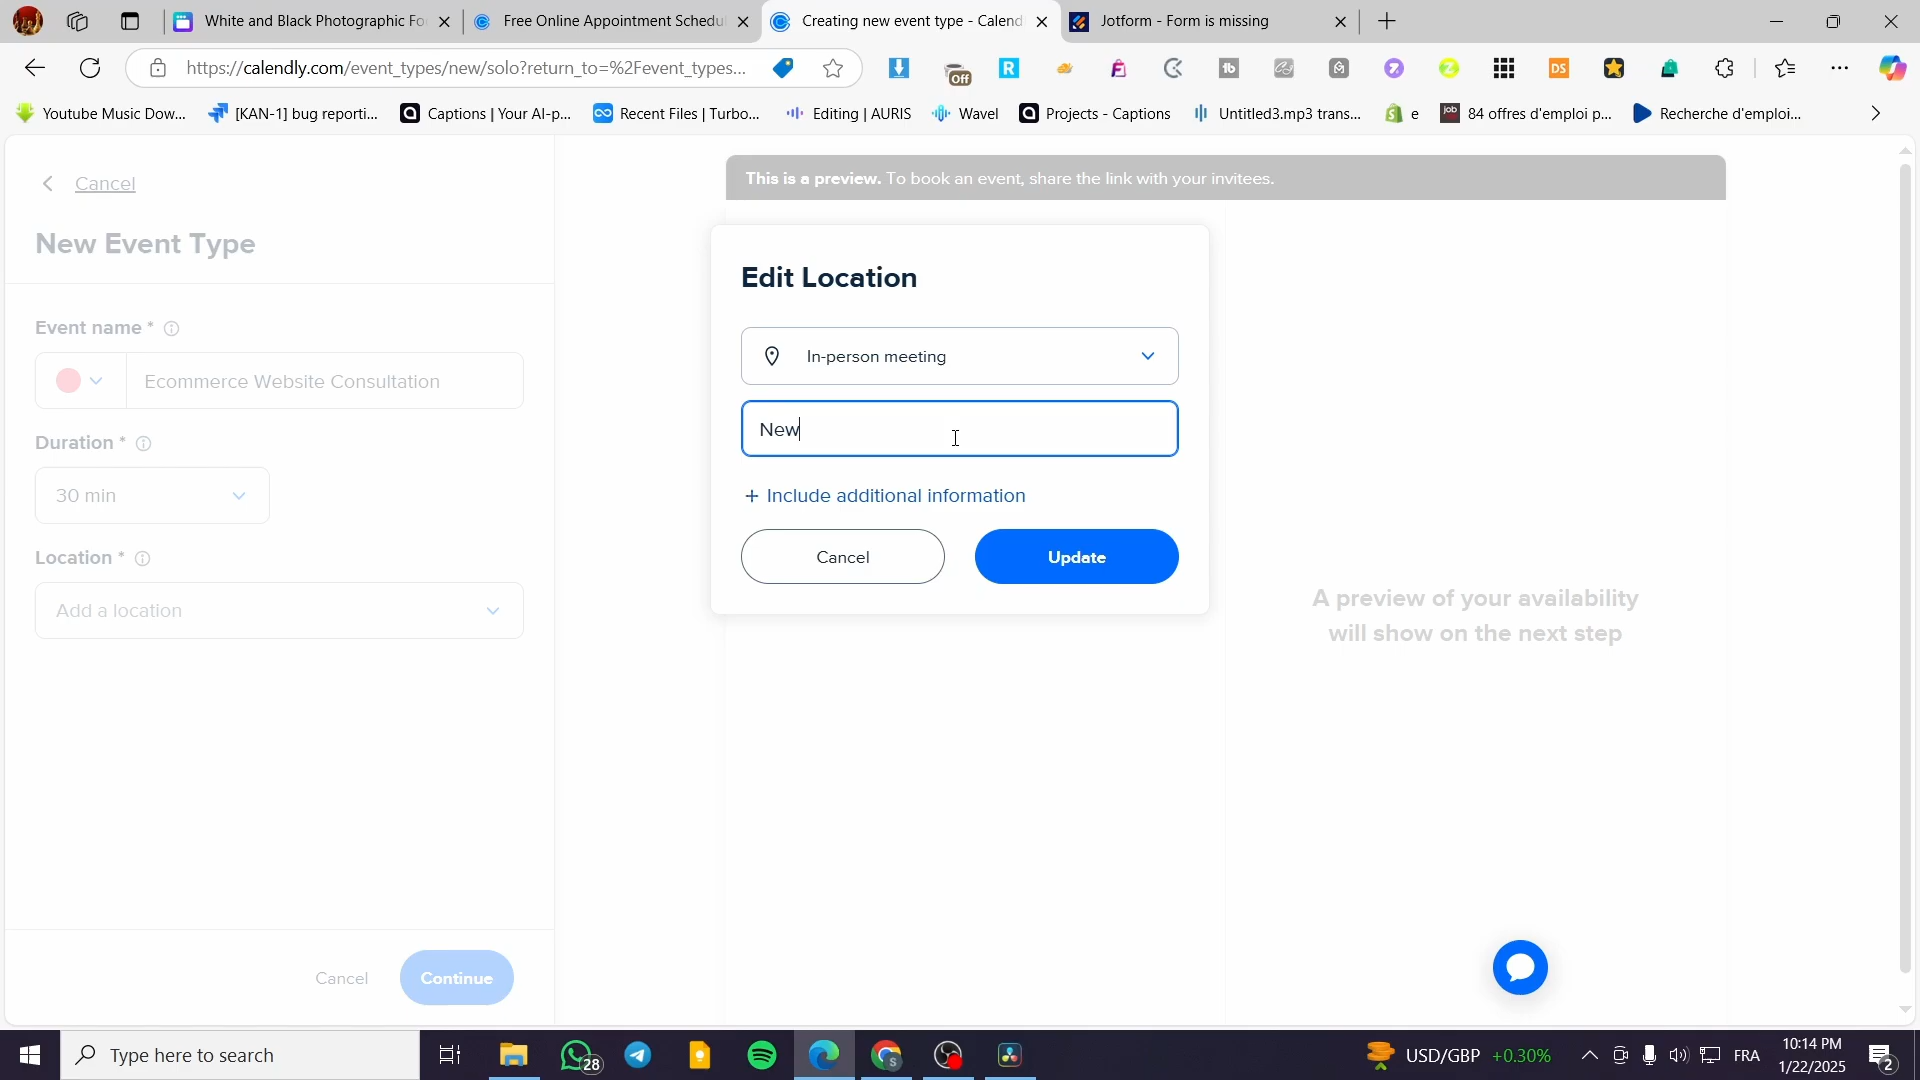 White and Black Photographic Fo
Free Online Appointment Schedul
Creating new event type - Calend
Jotform - Form is missing
https://calendly.com/event_types/new/solo?return_to=%2Fevent_types...
Off
R
tb
DS
Youtube Music Dow...
[KAN-1] bug reporti...
Captions | Your AI-p...
Recent Files | Turbo...
Editing | AURIS
Wavel
Projects - Captions
Untitled3.mp3 trans...
e
job
84 offres d'emploi p...
Recherche d'emploi...
Cancel
This is a preview. To book an event, share the link with your invitees.
New Event Type
Edit Location
Event name *
In-person meeting
Ecommerce Website Consultation
New
Duration *
30 min
+ Include additional information
Location *
Cancel
Update
Add a location
A preview of your availability
will show on the next step
Cancel
Continue
Type here to search
28
S
USD/GBP +0.30%
FRA
10:14 PM
1/22/2025
2